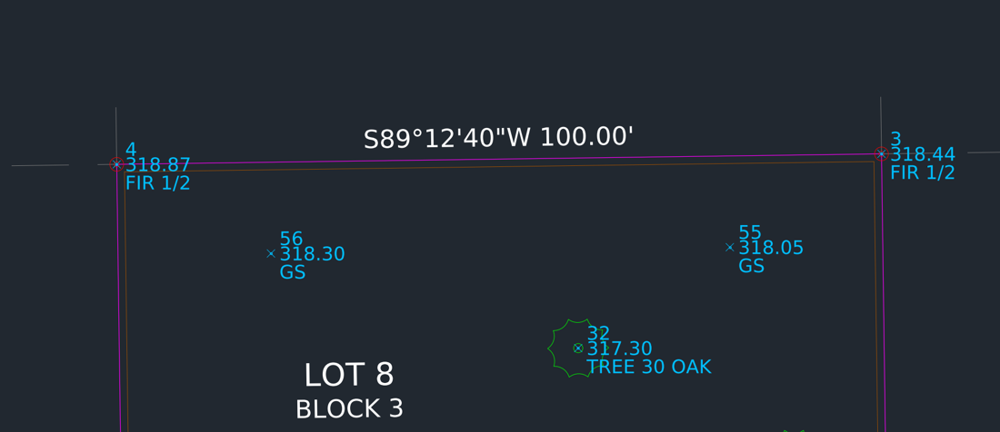 S89°12'40"W 100.00'
4
318.87
FIR 1/2
3
318.44
FIR 1/2
56
318.30
GS
55
318.05
GS
32
317.30
TREE 30 OAK
LOT 8
BLOCK 3